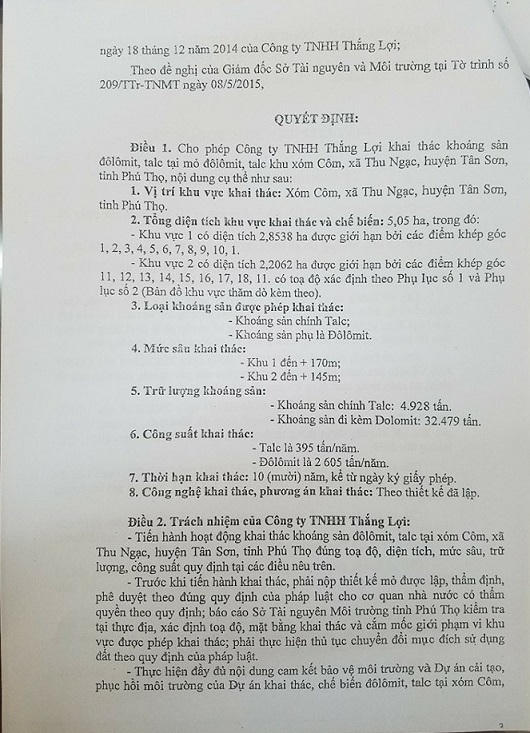 ngày 18 tháng 12 năm 2014 của Công ty TNHH Thắng Lợi;
Theo đề nghị của Giám đốc Sở Tài nguyên và Môi trường tại Tờ trình số
209/TTr-TNMT ngày 08/5/2015,
QUYẾT ĐỊNH:
Điều 1. Cho phép Công ty TNHH Thắng Lợi khai thác khoáng sản
đôlômit, talc tại mỏ đôlômit, talc khu xóm Côm, xã Thu Ngạc, huyện Tân Sơn,
tỉnh Phú Thọ, nội dung cụ thể như sau:
1. Vị trí khu vực khai thác: Xóm Côm, xã Thu Ngạc, huyện Tân Sơn,
tỉnh Phú Thọ.
2. Tổng diện tích khu vực khai thác và chế biến: 5,05 ha, trong đó:
- Khu vực 1 có diện tích 2,8538 ha được giới hạn bởi các điểm khép góc
1, 2, 3, 4, 5, 6, 7, 8, 9, 10, 1.
- Khu vực 2 có diện tích 2,2062 ha được giới hạn bởi các điểm khép góc
11, 12, 13, 14, 15, 16, 17, 18, 11. có toạ độ xác định theo Phụ lục số 1 và Phụ
lục số 2 (Bản đồ khu vực thăm dò kèm theo).
3. Loại khoáng sản được phép khai thác:
- Khoáng sản chính Talc;
- Khoáng sản phụ là Đôlômit.
4. Mức sâu khai thác:
- Khu 1 đến + 170m;
- Khu 2 đến + 145m;
5. Trữ lượng khoáng sản:
- Khoáng sản chính Talc: 4.928 tấn.
- Khoáng sản đi kèm Dolomit: 32.479 tấn.
6. Công suất khai thác:
- Talc là 395 tấn/năm.
- Đôlômit là 2 605 tấn/năm.
7. Thời hạn khai thác: 10 (mười) năm, kể từ ngày ký giấy phép.
8. Công nghệ khai thác, phương án khai thác: Theo thiết kế đã lập.
Điều 2. Trách nhiệm của Công ty TNHH Thắng Lợi:
- Tiến hành hoạt động khai thác khoáng sản đôlômit, talc tại xóm Côm, xã
Thu Ngạc, huyện Tân Sơn, tỉnh Phú Thọ đúng toạ độ, diện tích, mức sâu, trữ
lượng, công suất quy định tại các điều nêu trên.
- Trước khi tiến hành khai thác, phải nộp thiết kế mỏ được lập, thẩm định,
phê duyệt theo đúng quy định của pháp luật cho cơ quan nhà nước có thẩm
quyền theo quy định; báo cáo Sở Tài nguyên Môi trường tỉnh Phú Thọ kiểm tra
tại thực địa, xác định toạ độ, mặt bằng khai thác và cắm mốc giới phạm vi khu
vực được phép khai thác; phải thực hiện thủ tục chuyển đổi mục đích sử dụng
đất theo quy định của pháp luật.
- Thực hiện đầy đủ nội dung cam kết bảo vệ môi trường và Dự án cải tạo,
phục hồi môi trường của Dự án khai thác, chế biến đôlômit, talc tại xóm Côm,